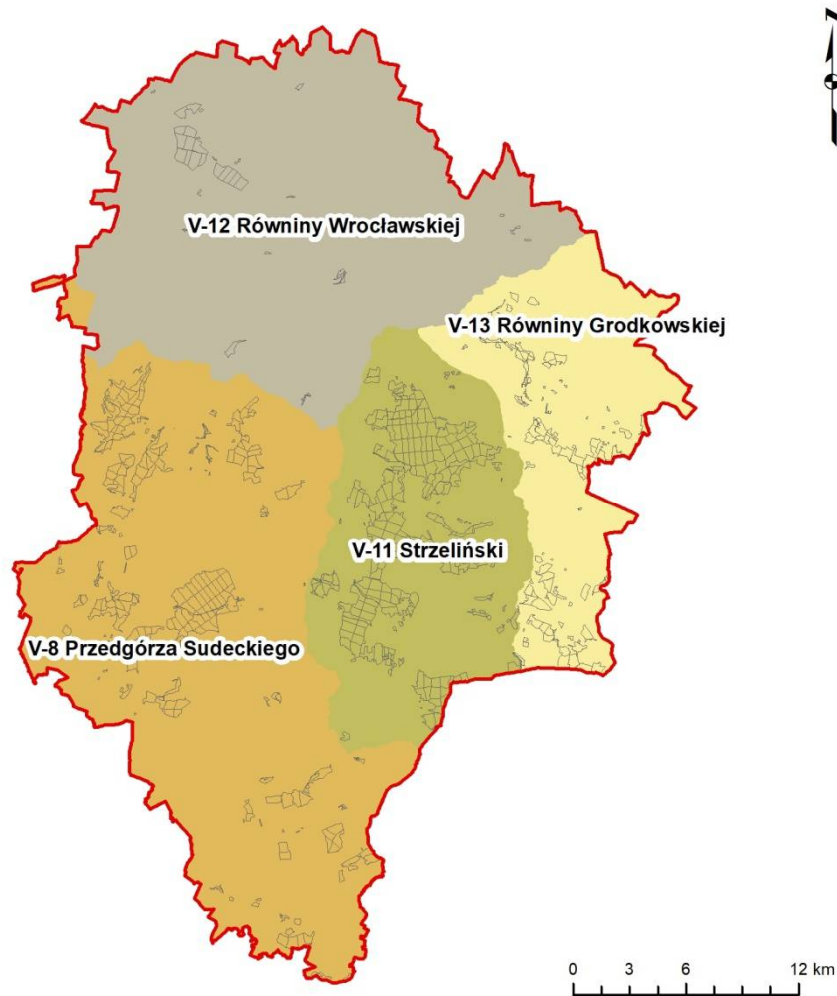 N
V-12 Równiny Wrocławskiej
V-13 Równiny Grodkowskiej
V-11 Strzeliński
V-8 Przedgórza Sudeckiego
0 3 6 12 km